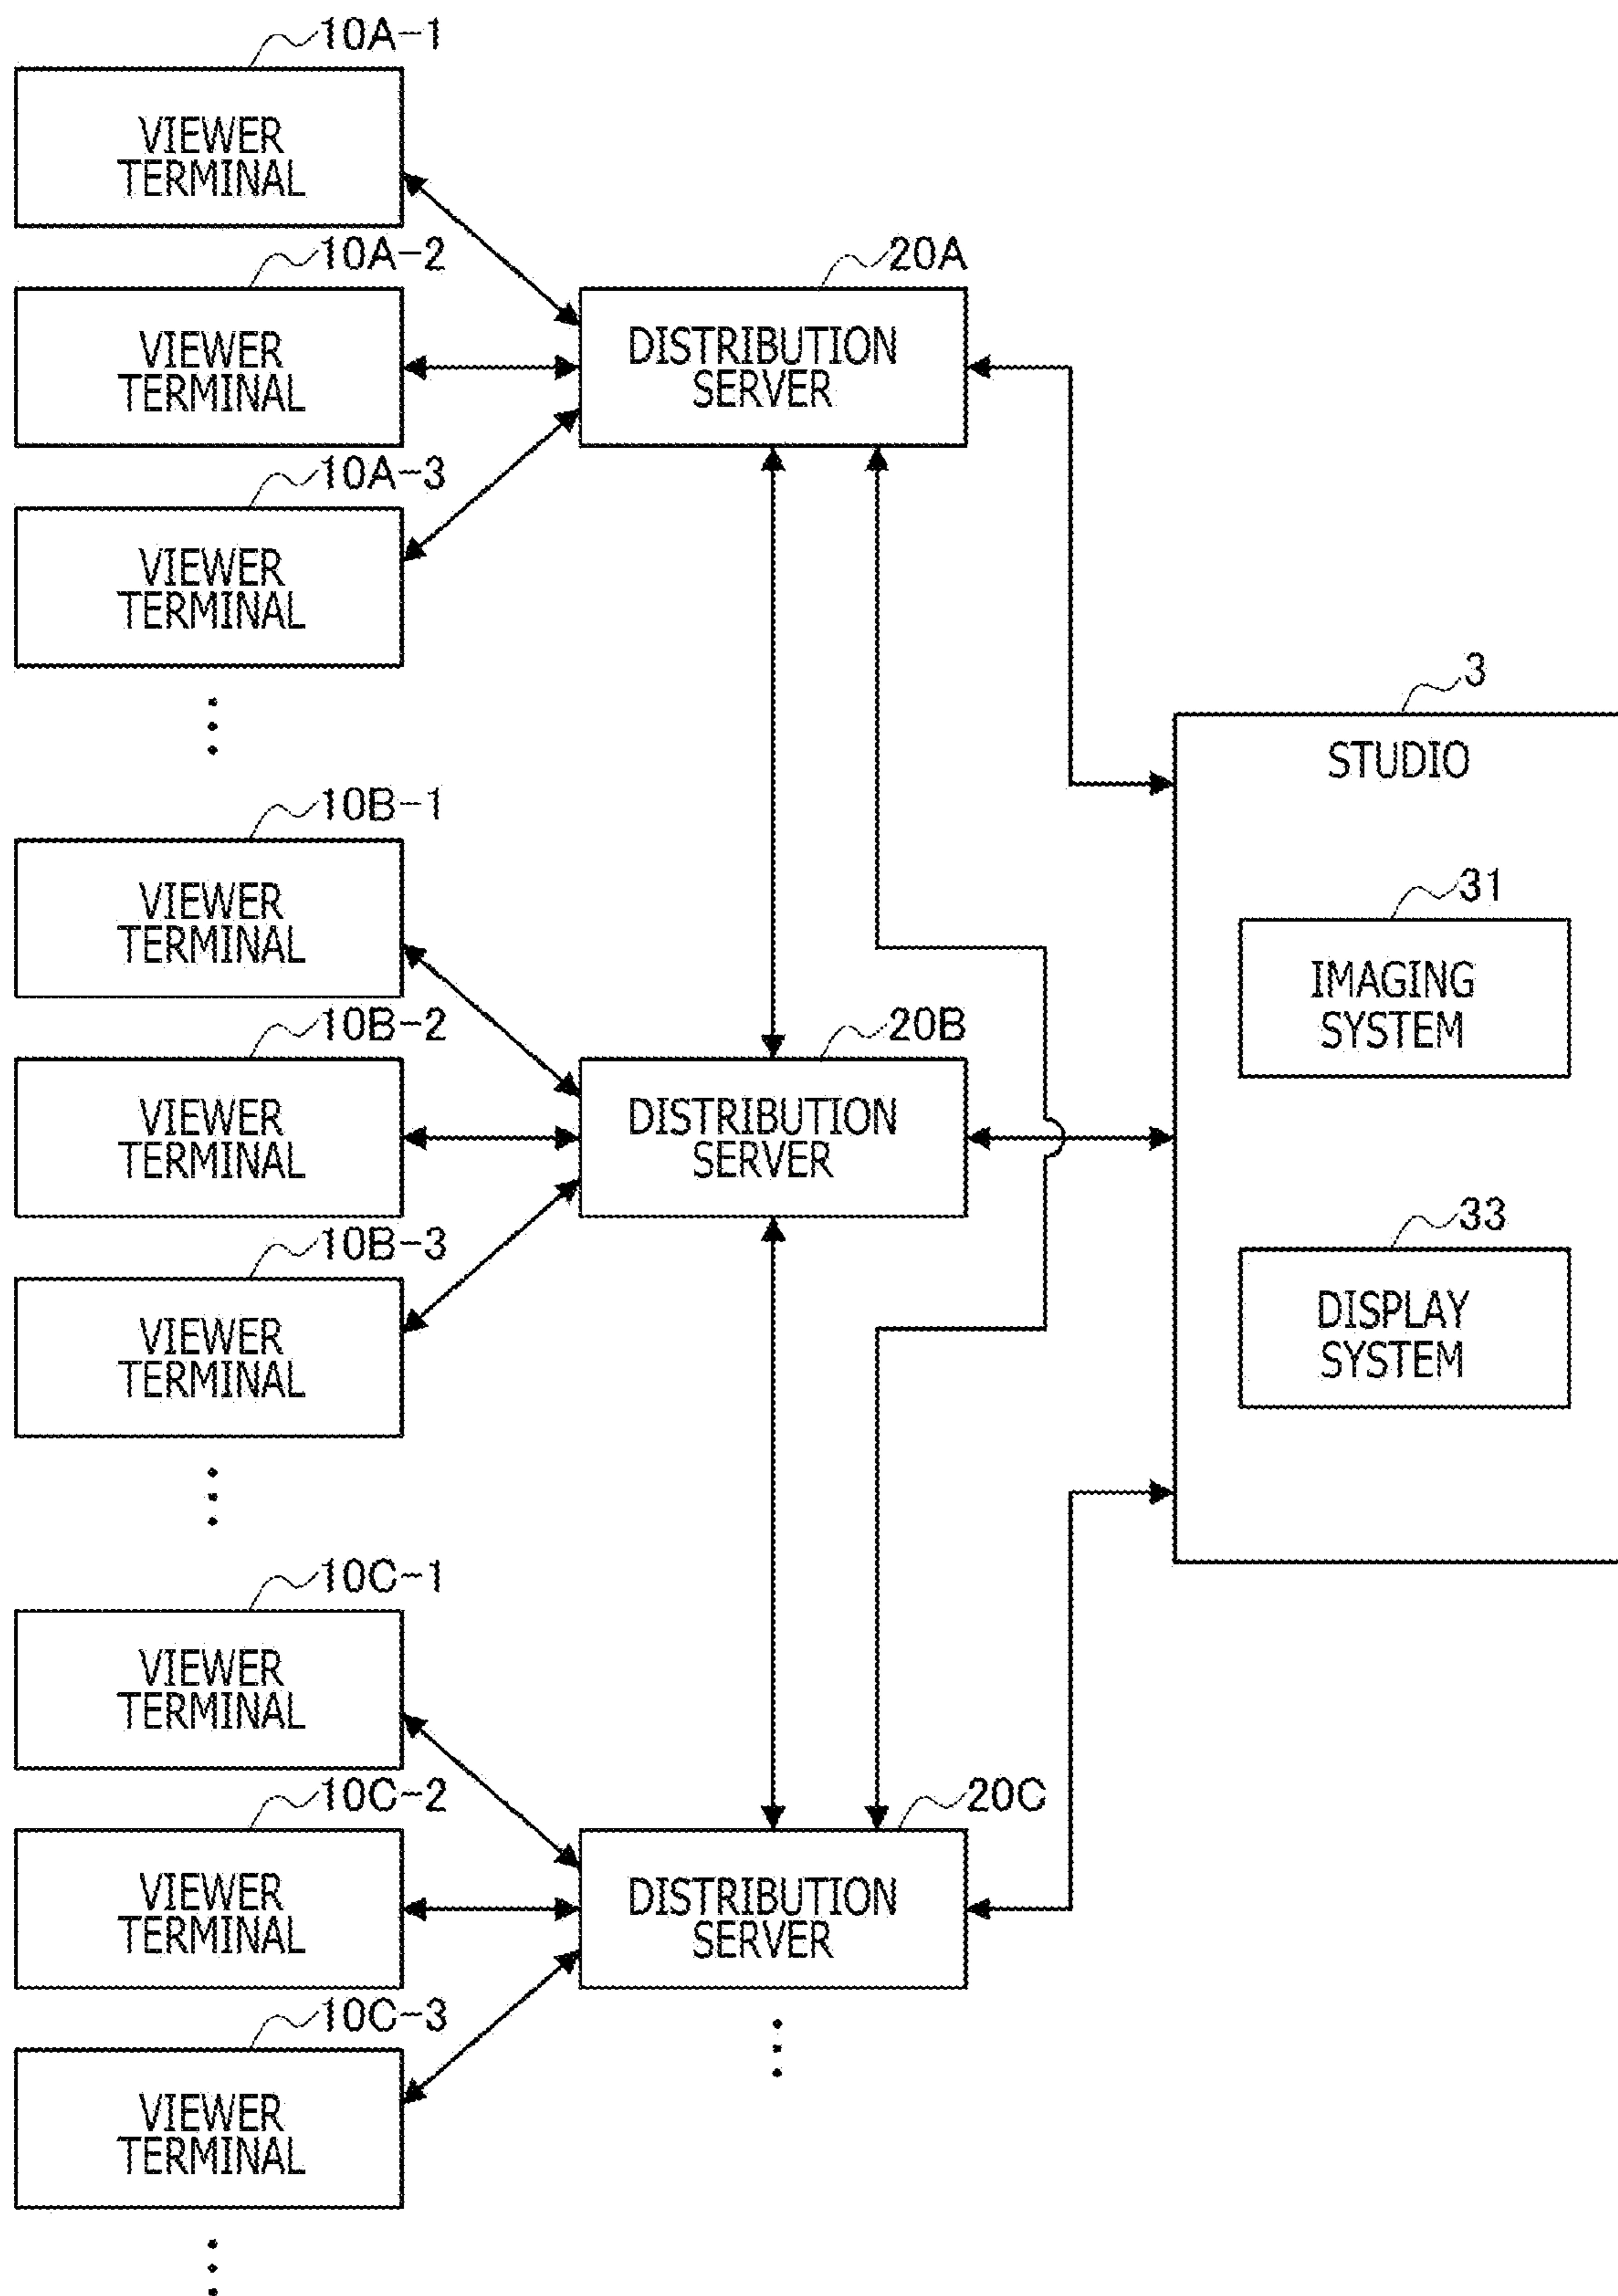 10A-1
VIEWER
TERMINAL
10A-2
VIEWER
TERMINAL
20A
DISTRIBUTION
SERVER
10A-3
VIEWER
TERMINAL
3
STUDIO
10B-1
VIEWER
TERMINAL
31
IMAGING
SYSTEM
10B-2
VIEWER
TERMINAL
20B
DISTRIBUTION
SERVER
10B-3
VIEWER
TERMINAL
33
DISPLAY
SYSTEM
10C-1
VIEWER
TERMINAL
10C-2
VIEWER
TERMINAL
20C
DISTRIBUTION
SERVER
10C-3
VIEWER
TERMINAL